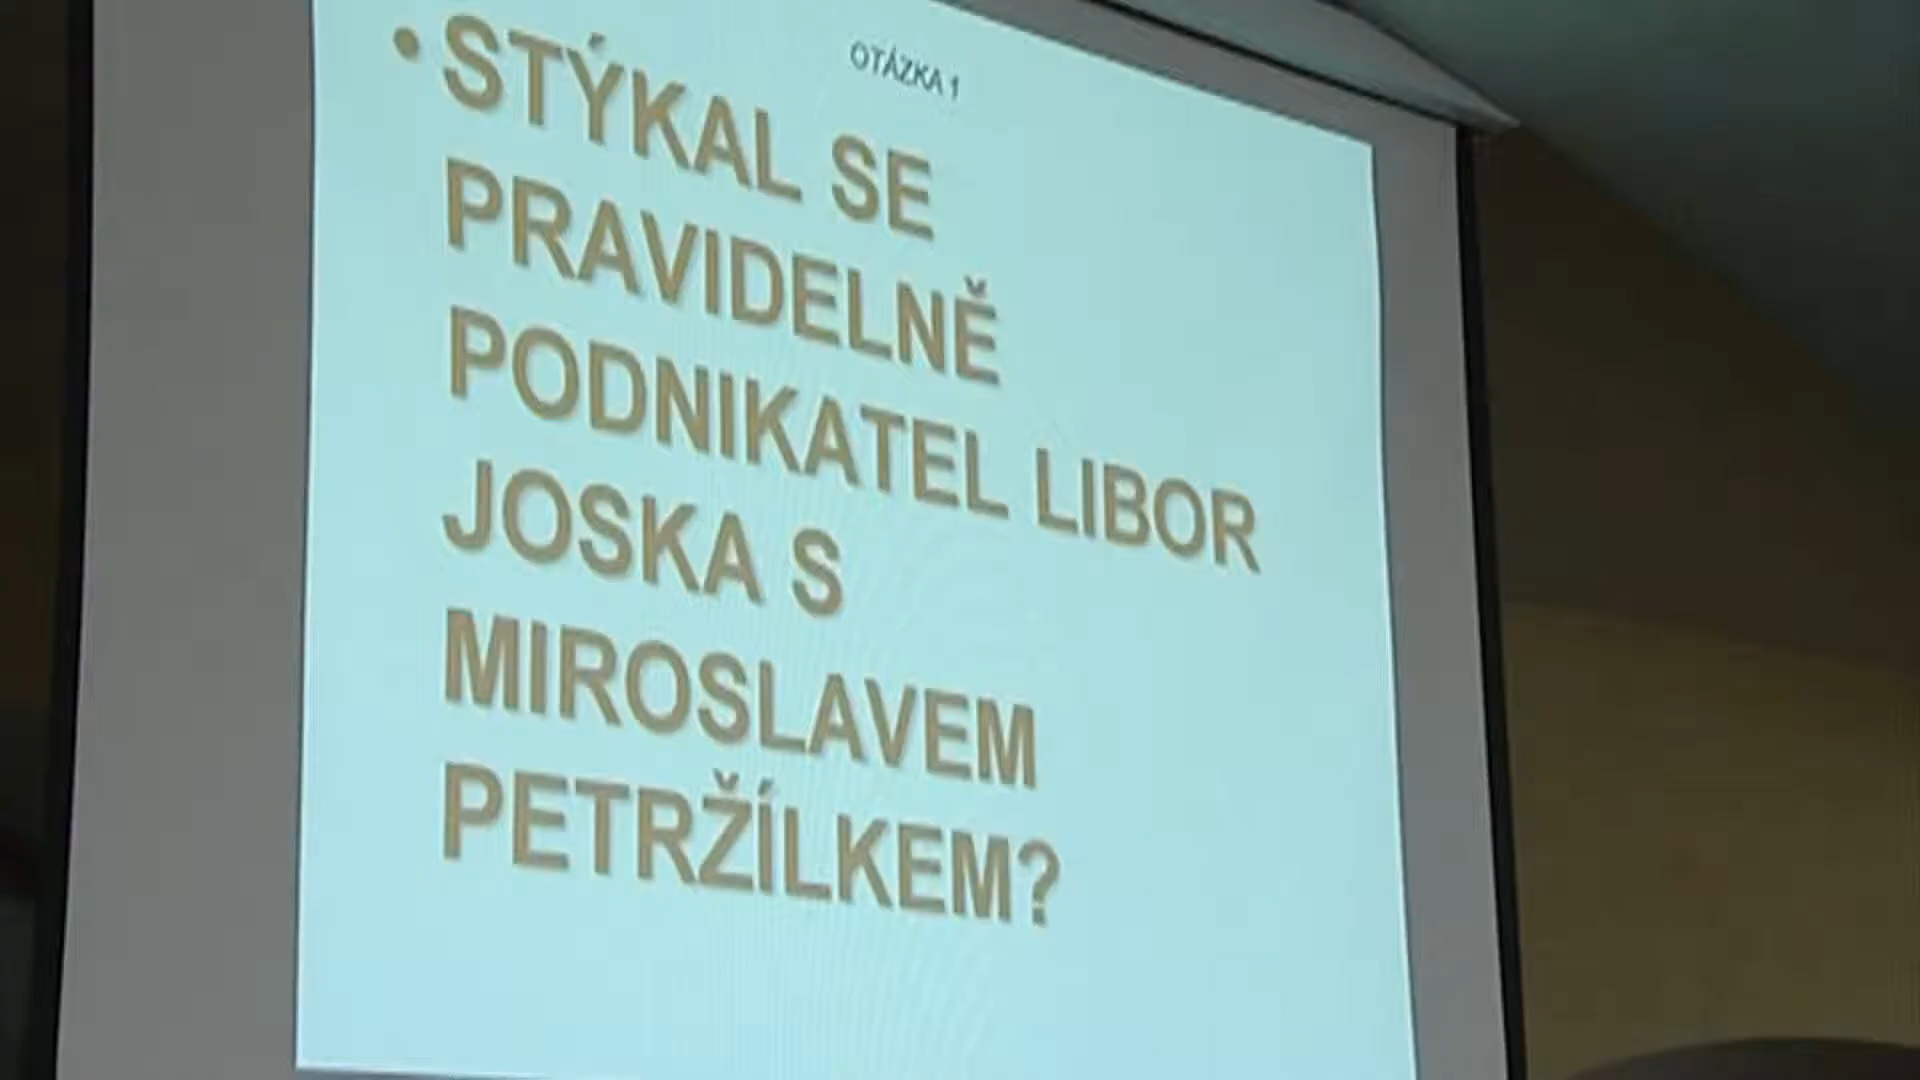 OTÁZKA 1
• STÝKAL SE
PRAVIDELNĚ
PODNIKATEL LIBOR
JOSKA S
MIROSLAVEM
PETRŽÍLKEM?